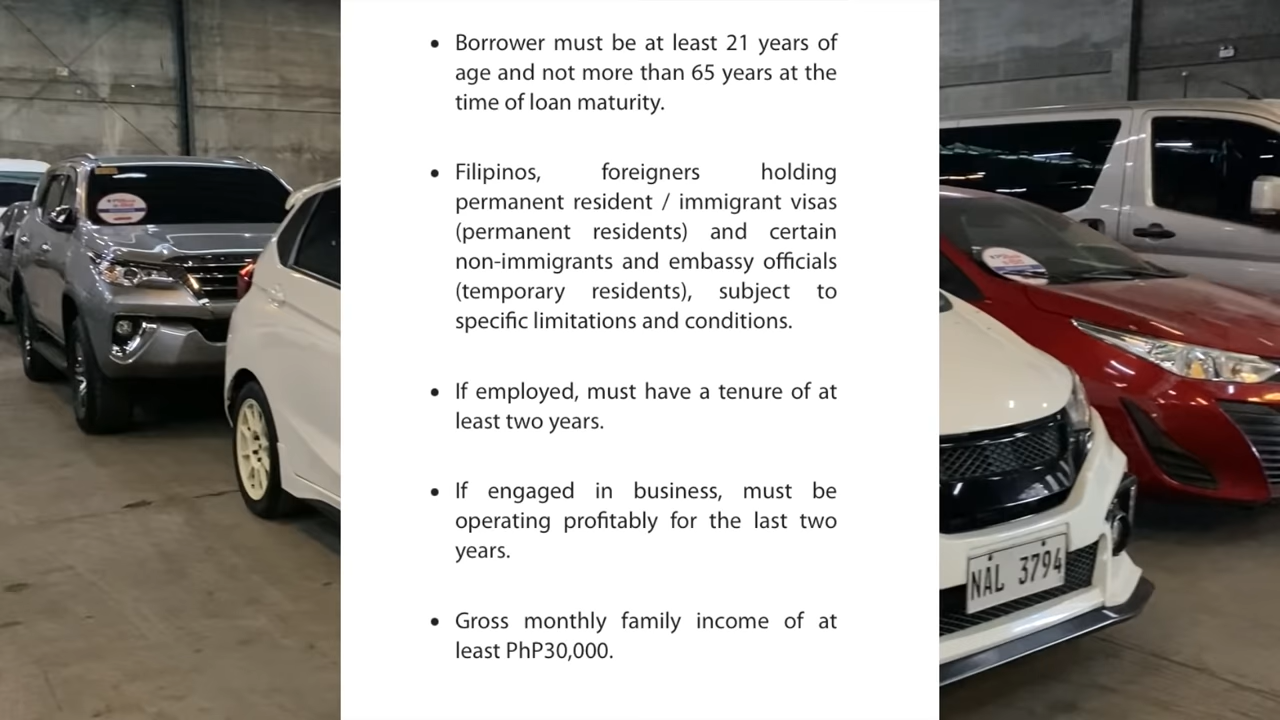 • Borrower must be at least 21 years of
age and not more than 65 years at the
time of loan maturity.
• Filipinos, foreigners holding
permanent resident / immigrant visas
(permanent residents) and certain
non-immigrants and embassy officials
(temporary residents), subject to
specific limitations and conditions.
• If employed, must have a tenure of at
least two years.
• If engaged in business, must be
operating profitably for the last two
years.
• Gross monthly family income of at
least PhP30,000.
NAL 3794